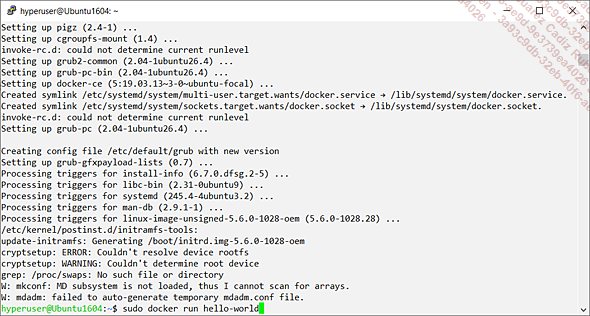 hyperuser@Ubuntu1604: ~
Setting up pigz (2.4-1) ...
Setting up cgroupfs-mount (1.4) ...
invoke-rc.d: could not determine current runlevel
Setting up grub2-common (2.04-1ubuntu26.4) ...
Setting up grub-pc-bin (2.04-1ubuntu26.4) ...
Setting up docker-ce (5:19.03.13~3-0~ubuntu-focal) ...
Created symlink /etc/systemd/system/multi-user.target.wants/docker.service → /lib/systemd/system/docker.service.
Created symlink /etc/systemd/system/sockets.target.wants/docker.socket → /lib/systemd/system/docker.socket.
invoke-rc.d: could not determine current runlevel
Setting up grub-pc (2.04-1ubuntu26.4) ...
Creating config file /etc/default/grub with new version
Setting up grub-gfxpayload-lists (0.7) ...
Processing triggers for install-info (6.7.0.dfsg.2-5) ...
Processing triggers for libc-bin (2.31-0ubuntu9) ...
Processing triggers for systemd (245.4-4ubuntu3.2) ...
Processing triggers for man-db (2.9.1-1) ...
Processing triggers for linux-image-unsigned-5.6.0-1028-oem (5.6.0-1028.28) ...
/etc/kernel/postinst.d/initramfs-tools:
update-initramfs: Generating /boot/initrd.img-5.6.0-1028-oem
cryptsetup: ERROR: Couldn't resolve device rootfs
cryptsetup: WARNING: Couldn't determine root device
grep: /proc/swaps: No such file or directory
W: mkconf: MD subsystem is not loaded, thus I cannot scan for arrays.
W: mdadm: failed to auto-generate temporary mdadm.conf file.
hyperuser@Ubuntu1604:~$ sudo docker run hello-world